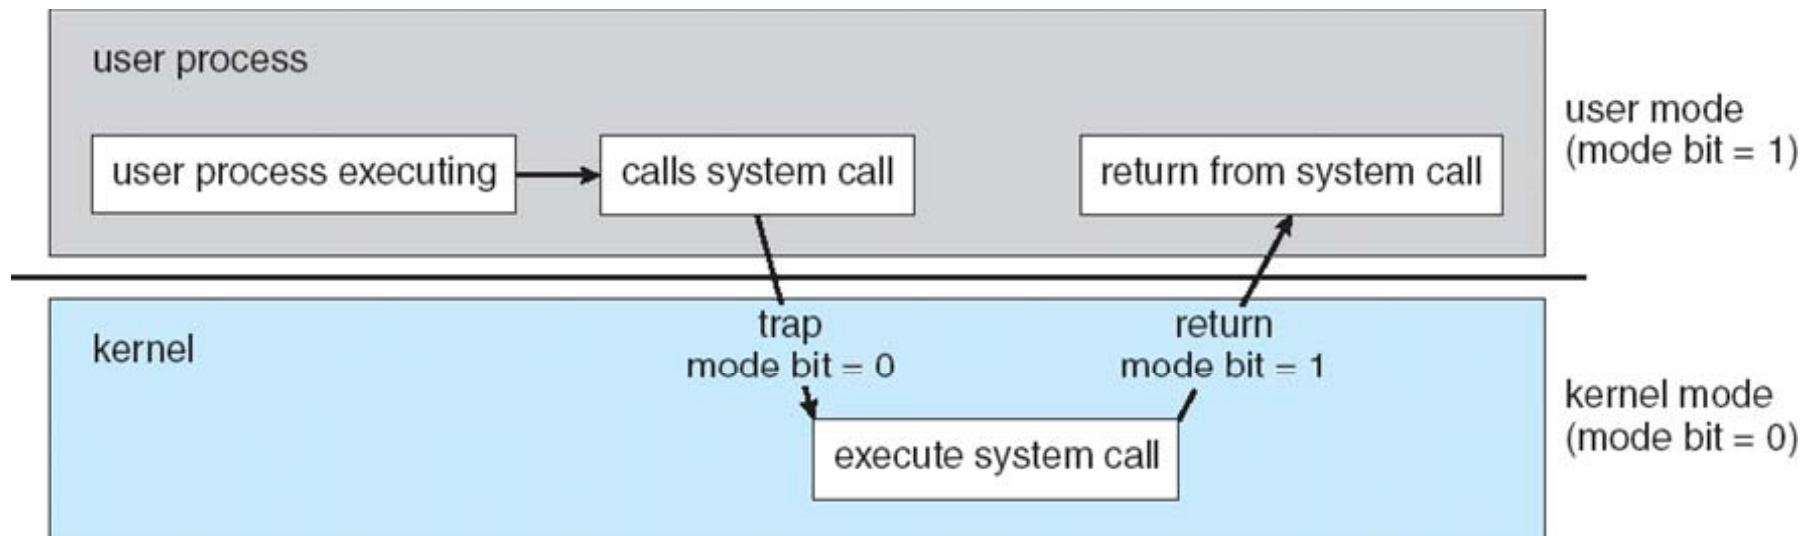 user process
user process executing
calls system call
return from system call
user mode
(mode bit = 1)
kernel
trap
mode bit = 0
return
mode bit = 1
execute system call
kernel mode
(mode bit = 0)